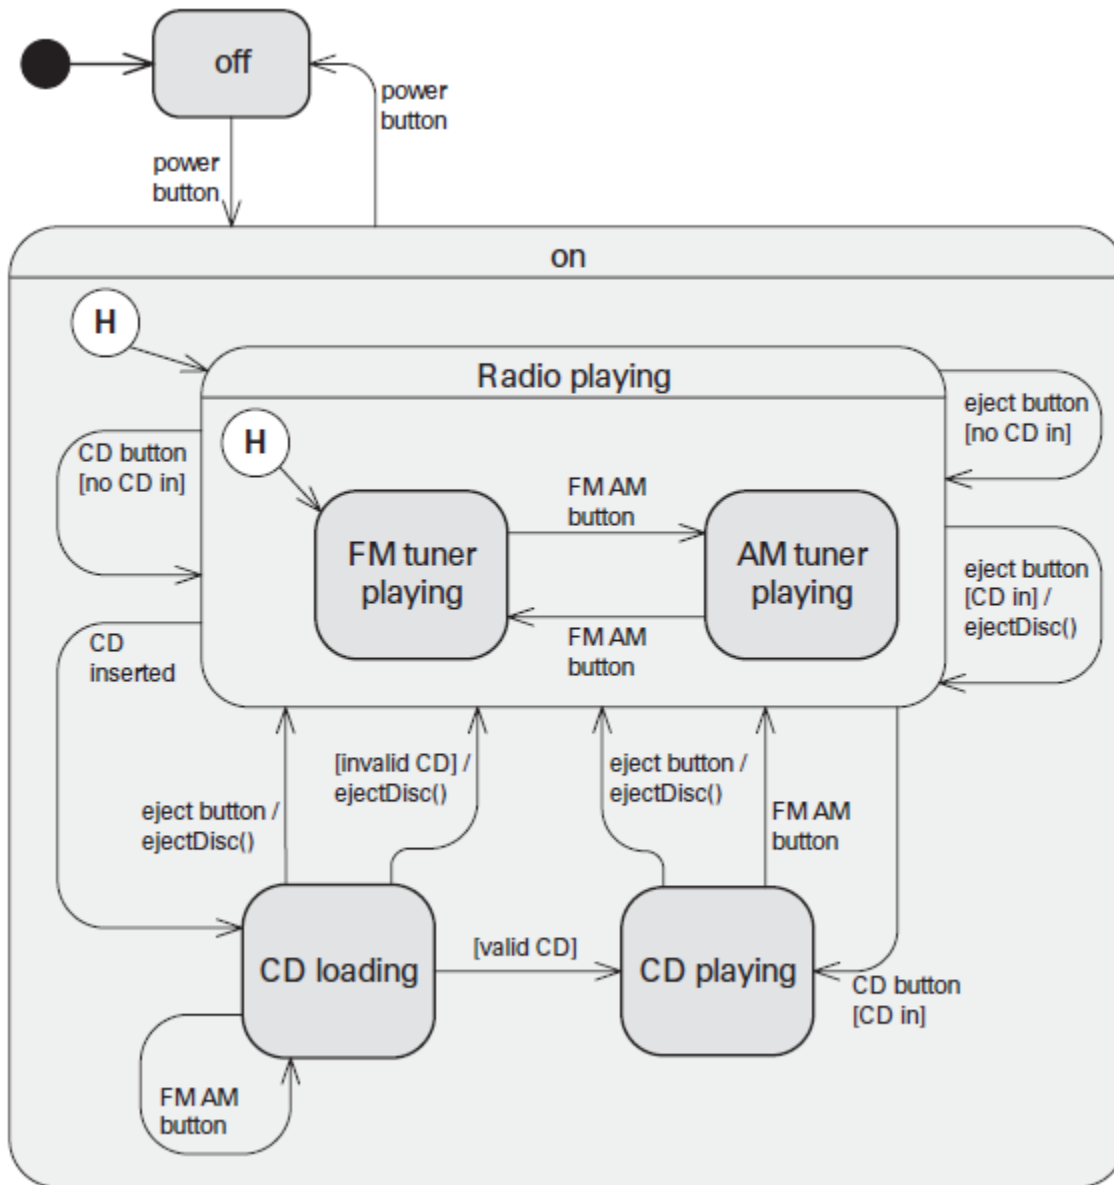 off
power
button
power
button
on
H
Radio playing
eject button
[no CD in]
CD button
[no CD in]
H
FM AM
button
FM tuner
playing
AM tuner
playing
eject button
[CD in] /
ejectDisc()
FM AM
button
CD
inserted
[invalid CD] /
ejectDisc()
eject button /
ejectDisc()
eject button /
ejectDisc()
FM AM
button
CD loading
[valid CD]
CD playing
CD button
[CD in]
FM AM
button